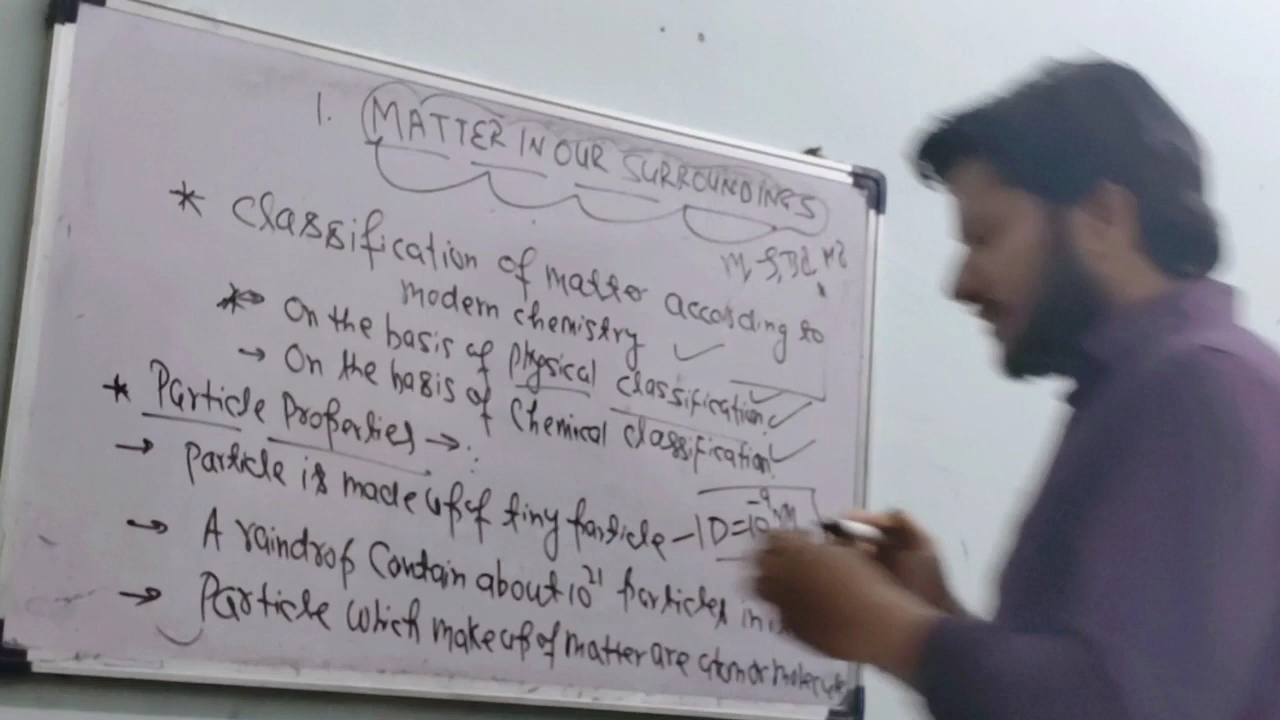 1. MATTER IN OUR SURROUNDINGS
* Classification of matter according to
modern chemistry
* On the basis of physical classification
→ On the basis of Chemical classification
* Particle Properties → :
→ Particle is made up of tiny particle - 1D=10⁻⁹
→ A raindrop Contain about 10²¹ particles in
→ Particle which make up of matter are atom or molecule